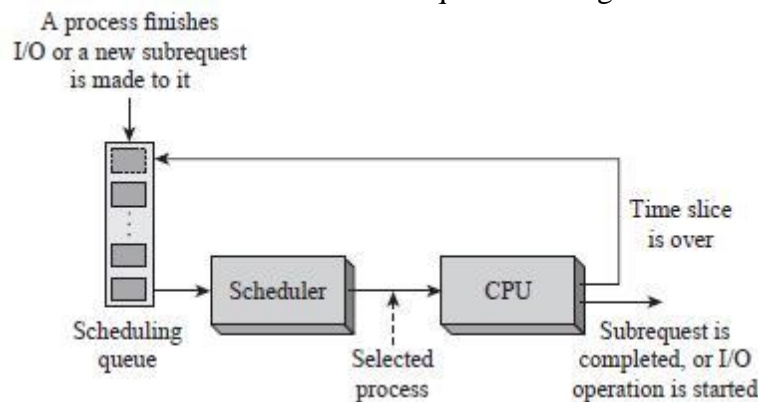 A process finishes
I/O or a new subrequest
is made to it
Time slice
is over
Scheduler
CPU
Scheduling
queue
Selected
process
Subrequest is
completed, or I/O
operation is started